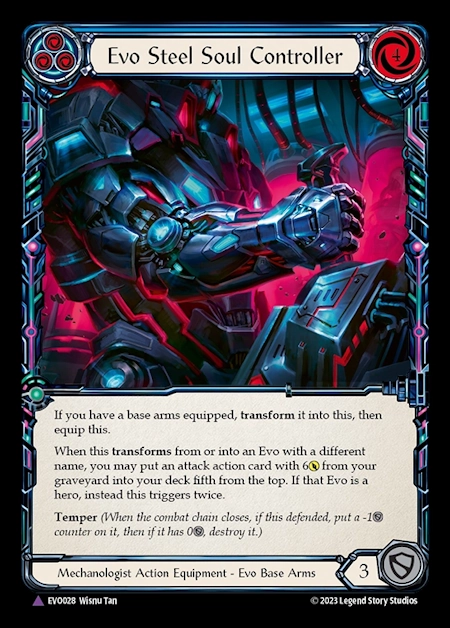 Evo Steel Soul Controller
4
If you have a base arms equipped, transform it into this, then
equip this.
When this transforms from or into an Evo with a different
name, you may put an attack action card with 6 from your
graveyard into your deck fifth from the top. If that Evo is a
hero, instead this triggers twice.
Temper (When the combat chain closes, if this defended, put a -1
counter on it, then if it has 0, destroy it.)
Mechanologist Action Equipment - Evo Base Arms
3
EVO028 Wisnu Tan
© 2023 Legend Story Studios